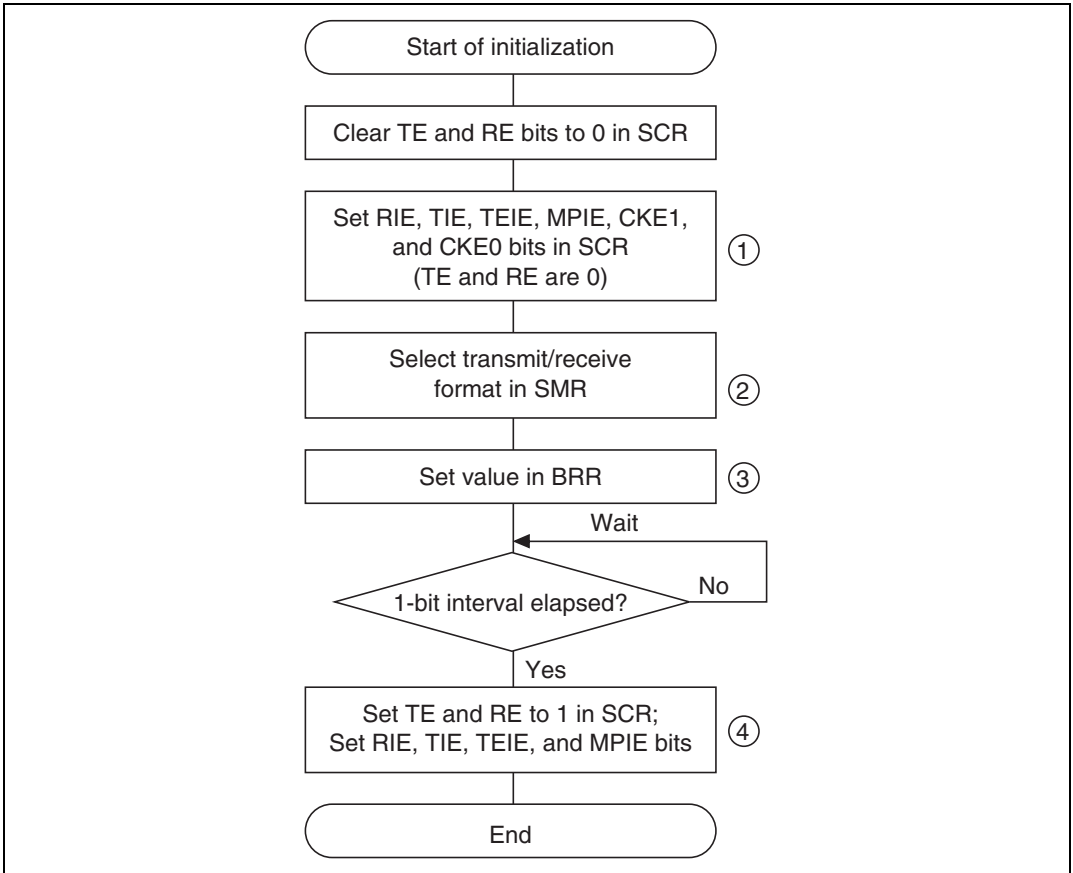 Start of initialization
Clear TE and RE bits to 0 in SCR
Set RIE, TIE, TEIE, MPIE, CKE1,
and CKE0 bits in SCR
(TE and RE are 0)
①
Select transmit/receive
format in SMR
②
Set value in BRR
③
Wait
1-bit interval elapsed?
No
Yes
Set TE and RE to 1 in SCR;
Set RIE, TIE, TEIE, and MPIE bits
④
End